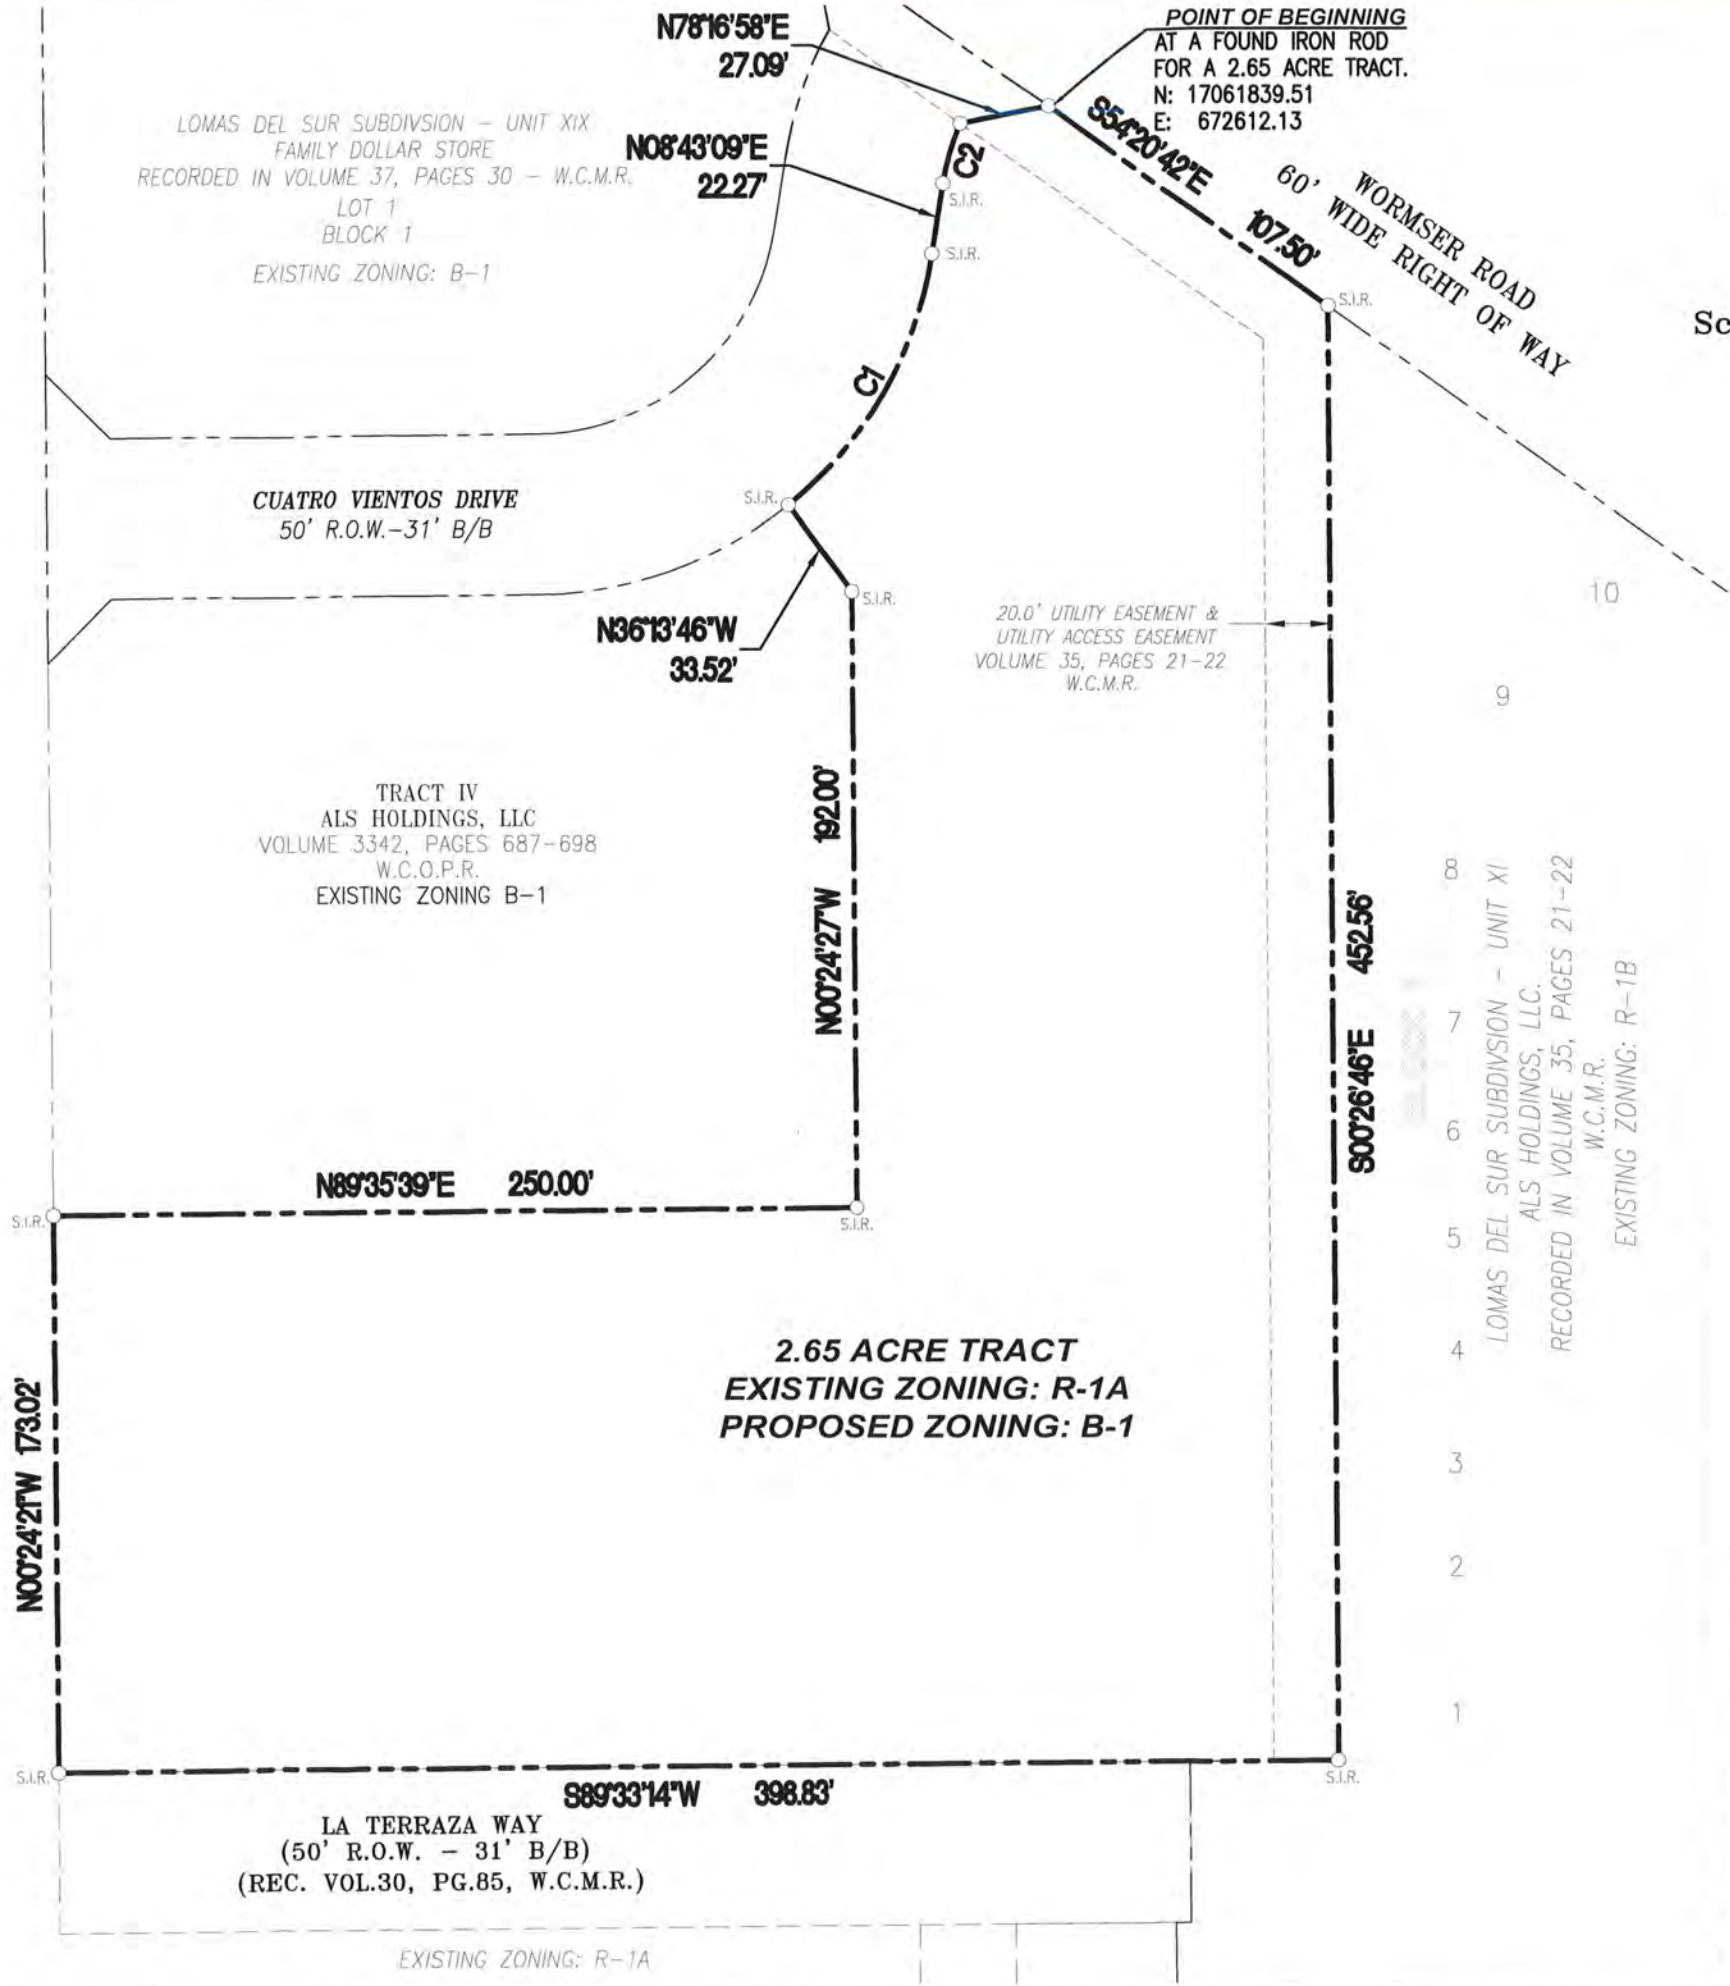 POINT OF BEGINNING
AT A FOUND IRON ROD
FOR A 2.65 ACRE TRACT.
N: 17061839.51
E: 672612.13
N78°16'58"E
27.09'
LOMAS DEL SUR SUBDIVSION - UNIT XIX
FAMILY DOLLAR STORE
RECORDED IN VOLUME 37, PAGES 30 - W.C.M.R.
LOT 1
BLOCK 1
EXISTING ZONING: B-1
N08°43'09"E
22.27'
C2
S.I.R.
S.I.R.
S54°20'42"E 107.50'
WORMSER ROAD
60' WIDE RIGHT OF WAY
S.I.R.
Sc
C1
CUATRO VIENTOS DRIVE
50' R.O.W.-31' B/B
S.I.R.
S.I.R.
N36°13'46"W
33.52'
20.0' UTILITY EASEMENT &
UTILITY ACCESS EASEMENT
VOLUME 35, PAGES 21-22
W.C.M.R.
10
9
8
7
6
5
4
3
2
1
TRACT IV
ALS HOLDINGS, LLC
VOLUME 3342, PAGES 687-698
W.C.O.P.R.
EXISTING ZONING B-1
N00°24'27"W 192.00'
S00°26'46"E 452.56'
LOMAS DEL SUR SUBDIVSION - UNIT XI
ALS HOLDINGS, LLC.
RECORDED IN VOLUME 35, PAGES 21-22
W.C.M.R.
EXISTING ZONING: R-1B
N89°35'39"E 250.00'
S.I.R.
S.I.R.
2.65 ACRE TRACT
EXISTING ZONING: R-1A
PROPOSED ZONING: B-1
N00°24'21"W 173.02'
S.I.R.
S.I.R.
S89°33'14"W 398.83'
LA TERRAZA WAY
(50' R.O.W. - 31' B/B)
(REC. VOL.30, PG.85, W.C.M.R.)
EXISTING ZONING: R-1A